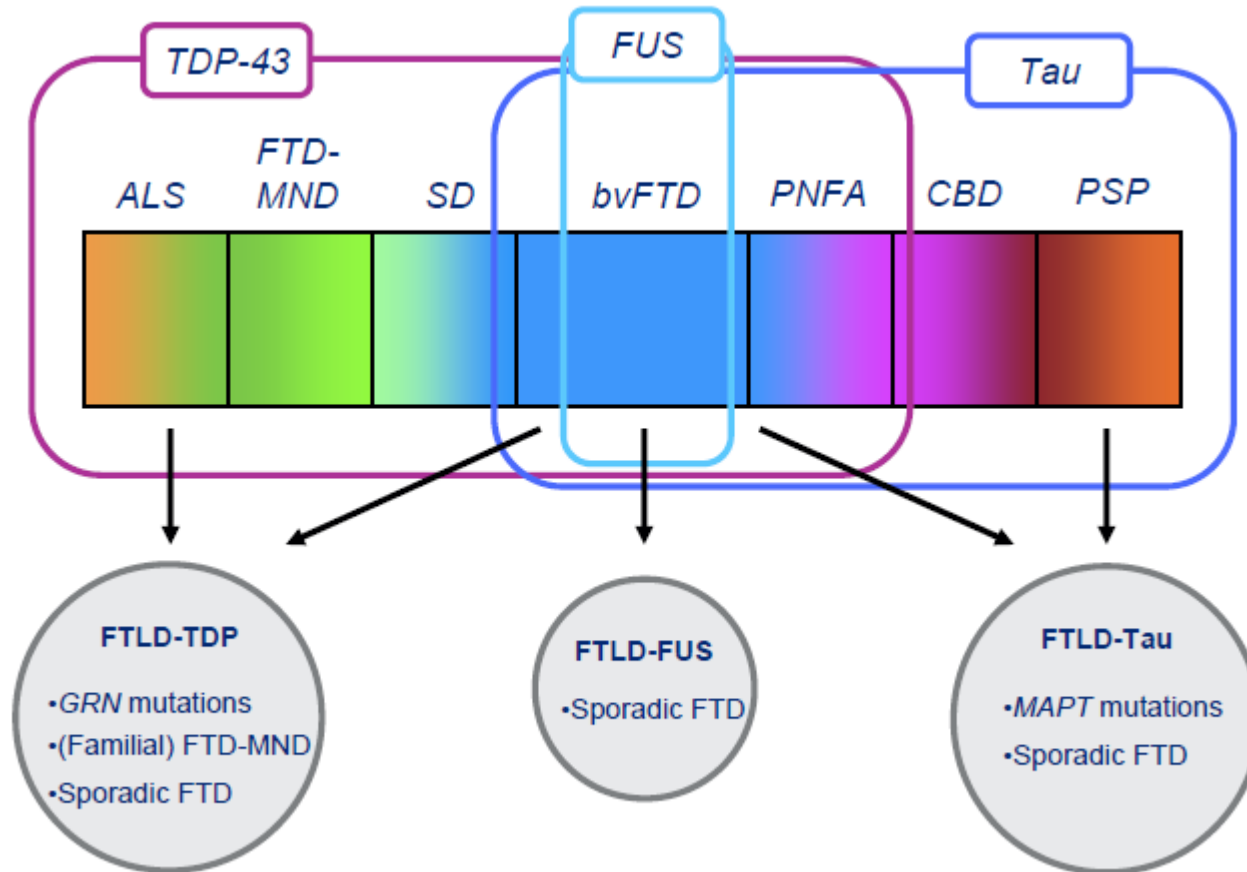 TDP-43
FUS
Tau
ALS
FTD-
MND
SD
bvFTD
PNFA
CBD
PSP
FTLD-TDP
•GRN mutations
•(Familial) FTD-MND
•Sporadic FTD
FTLD-FUS
•Sporadic FTD
FTLD-Tau
•MAPT mutations
•Sporadic FTD